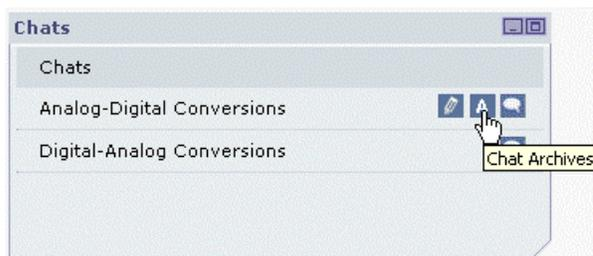 Chats
Chats
Analog-Digital Conversions A
Digital-Analog Conversions
Chat Archives